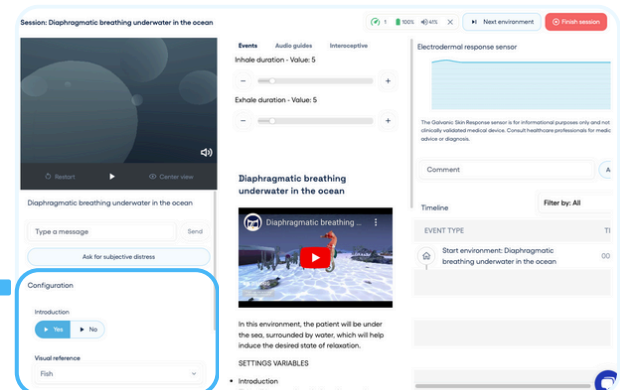 Session: Diaphragmatic breathing underwater in the ocean
1
100%
41%
Next environment
Finish session
Restart
Center view
Diaphragmatic breathing underwater in the ocean
Type a message
Send
Ask for subjective distress
Configuration
Introduction
Yes
No
Visual reference
Fish
Events
Audio guides
Interoceptive
Inhale duration - Value: 5
Exhale duration - Value: 5
Diaphragmatic breathing
underwater in the ocean
Diaphragmatic breathing ...
In this environment, the patient will be under
the sea, surrounded by water, which will help
induce the desired state of relaxation.
SETTINGS VARIABLES
• Introduction
Electrodermal response sensor
The Galvanic Skin Response sensor is for informational purposes only and not
clinically validated medical device. Consult healthcare professionals for medic
advice or diagnosis.
Comment
A
Timeline
Filter by: All
EVENT TYPE
TI
Start environment: Diaphragmatic
breathing underwater in the ocean
00